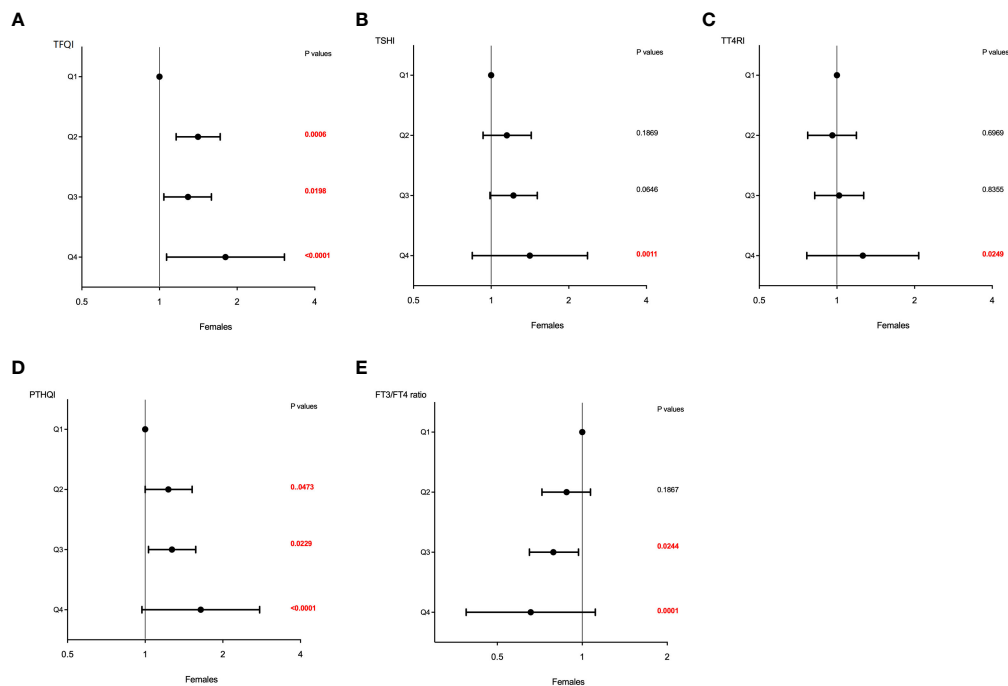 A
TFQI
P values
Q1
Q2
0.0006
Q3
0.0198
Q4
<0.0001
0.5
1
2
4
Females
B
TSHI
P values
Q1
Q2
0.1869
Q3
0.0646
Q4
0.0011
0.5
1
2
4
Females
C
TT4RI
P values
Q1
Q2
0.6969
Q3
0.8355
Q4
0.0249
0.5
1
2
4
Females
D
PTHQI
P values
Q1
Q2
0..0473
Q3
0.0229
Q4
<0.0001
0.5
1
2
4
Females
E
FT3/FT4 ratio
P values
Q1
Q2
0.1867
Q3
0.0244
Q4
0.0001
0.5
1
2
Females